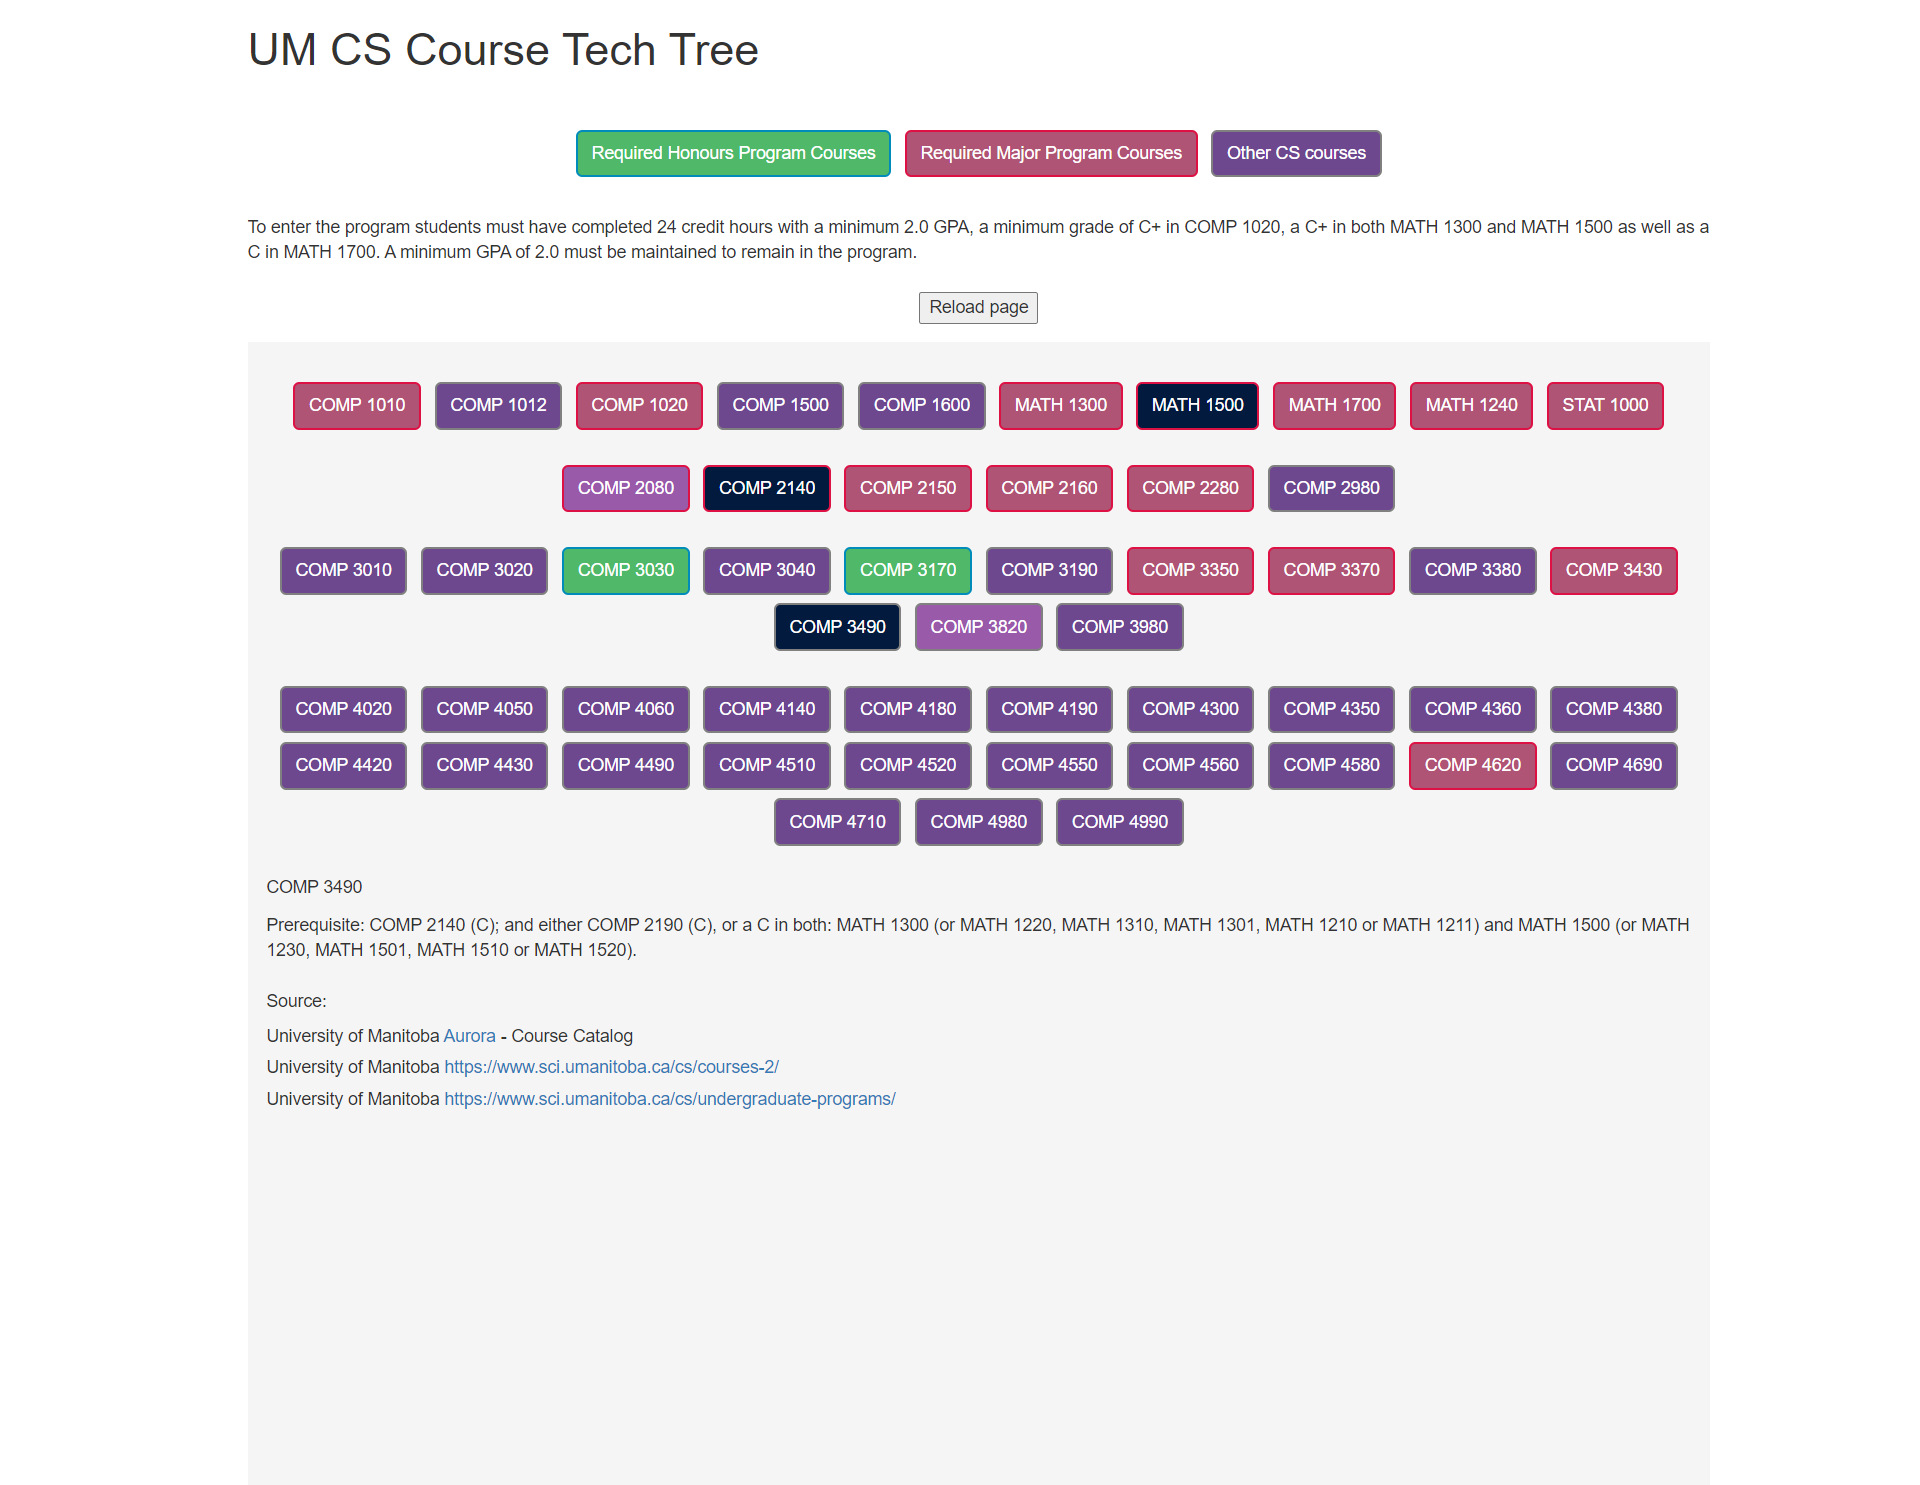 UM CS Course Tech Tree
Required Honours Program Courses Required Major Program Courses Other CS courses
To enter the program students must have completed 24 credit hours with a minimum 2.0 GPA, a minimum grade of C+ in COMP 1020, a C+ in both MATH 1300 and MATH 1500 as well as a
C in MATH 1700. A minimum GPA of 2.0 must be maintained to remain in the program.
Reload page
COMP 1010 COMP 1012 COMP 1020 COMP 1500 COMP 1600 MATH 1300 MATH 1500 MATH 1700 MATH 1240 STAT 1000
COMP 2080 COMP 2140 COMP 2150 COMP 2160 COMP 2280 COMP 2980
COMP 3010 COMP 3020 COMP 3030 COMP 3040 COMP 3170 COMP 3190 COMP 3350 COMP 3370 COMP 3380 COMP 3430
COMP 3490 COMP 3820 COMP 3980
COMP 4020 COMP 4050 COMP 4060 COMP 4140 COMP 4180 COMP 4190 COMP 4300 COMP 4350 COMP 4360 COMP 4380
COMP 4420 COMP 4430 COMP 4490 COMP 4510 COMP 4520 COMP 4550 COMP 4560 COMP 4580 COMP 4620 COMP 4690
COMP 4710 COMP 4980 COMP 4990
COMP 3490
Prerequisite: COMP 2140 (C); and either COMP 2190 (C), or a C in both: MATH 1300 (or MATH 1220, MATH 1310, MATH 1301, MATH 1210 or MATH 1211) and MATH 1500 (or MATH
1230, MATH 1501, MATH 1510 or MATH 1520).
Source:
University of Manitoba Aurora - Course Catalog
University of Manitoba https://www.sci.umanitoba.ca/cs/courses-2/
University of Manitoba https://www.sci.umanitoba.ca/cs/undergraduate-programs/